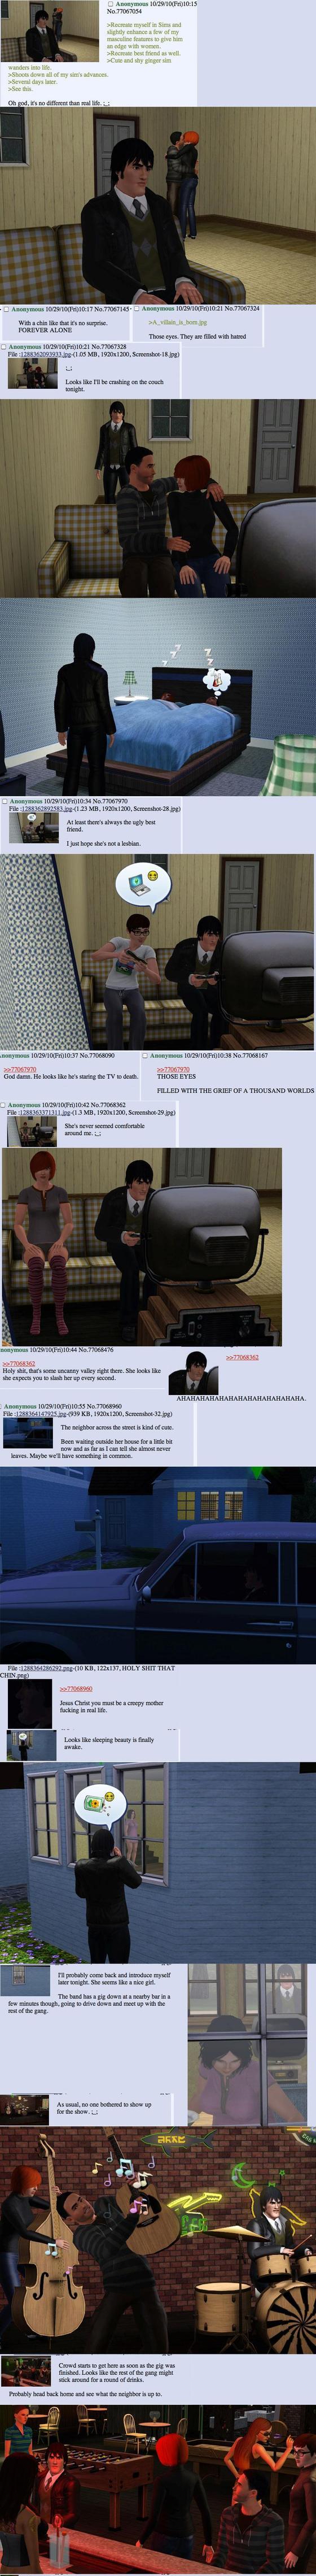 Anonymous 10/29/10(Fri)10:15
No.77067054
>Recreate myself in Sims and
slightly enhance a few of my
masculine features to give him
an edge with women.
>Recreate best friend as well.
>Cute and shy ginger sim
wanders into life.
>Shoots down all of my sim's advances.
>Several days later.
>See this.
Oh god, it's no different than real life. ;_;
Anonymous 10/29/10(Fri)10:17 No.77067145
With a chin like that it's no surprise.
FOREVER ALONE
Anonymous 10/29/10(Fri)10:21 No.77067324
>A_villain_is_born.jpg
Those eyes. They are filled with hatred
Anonymous 10/29/10(Fri)10:21 No.77067328
File :1288362093933.jpg-(1.05 MB, 1920x1200, Screenshot-18.jpg)
;_;
Looks like I'll be crashing on the couch
tonight.
Anonymous 10/29/10(Fri)10:34 No.77067970
File :1288362892583.jpg-(1.23 MB, 1920x1200, Screenshot-28.jpg)
At least there's always the ugly best
friend.
I just hope she's not a lesbian.
Anonymous 10/29/10(Fri)10:37 No.77068090
>>77067970
God damn. He looks like he's staring the TV to death.
Anonymous 10/29/10(Fri)10:38 No.77068167
>>77067970
THOSE EYES
FILLED WITH THE GRIEF OF A THOUSAND WORLDS
Anonymous 10/29/10(Fri)10:42 No.77068362
File :1288363371311.jpg-(1.3 MB, 1920x1200, Screenshot-29.jpg)
She's never seemed comfortable
around me. ;_;
nonymous 10/29/10(Fri)10:44 No.77068476
>>77068362
Holy shit, that's some uncanny valley right there. She looks like
she expects you to slash her up every second.
>>77068362
AHAHAHAHAHAHAHAHAHAHAHAHAHA.
Anonymous 10/29/10(Fri)10:55 No.77068960
File :1288364147925.jpg-(939 KB, 1920x1200, Screenshot-32.jpg)
The neighbor across the street is kind of cute.
Been waiting outside her house for a little bit
now and as far as I can tell she almost never
leaves. Maybe we'll have something in common.
File :1288364286292.png-(10 KB, 122x137, HOLY SHIT THAT
CHIN.png)
>>77068960
Jesus Christ you must be a creepy mother
fucking in real life.
Looks like sleeping beauty is finally
awake.
I'll probably come back and introduce myself
later tonight. She seems like a nice girl.
The band has a gig down at a nearby bar in a
few minutes though, going to drive down and meet up with the
rest of the gang.
As usual, no one bothered to show up
for the show. ;_;
Crowd starts to get here as soon as the gig was
finished. Looks like the rest of the gang might
stick around for a round of drinks.
Probably head back home and see what the neighbor is up to.